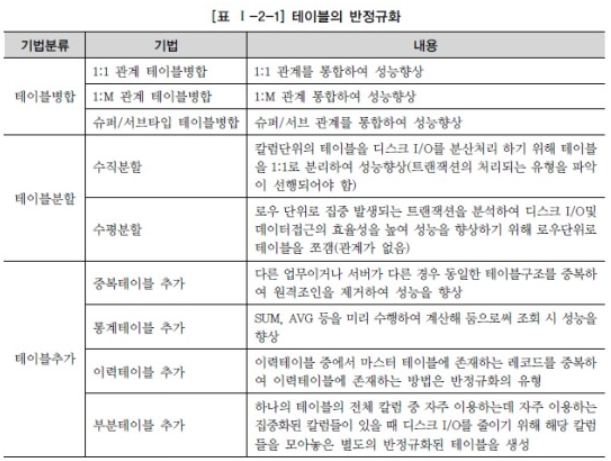 [표 Ⅰ-2-1] 테이블의 반정규화
기법분류 기법 내용
테이블병합
1:1 관계 테이블병합 1:1 관계를 통합하여 성능향상
1:M 관계 테이블병합 1:M 관계 통합하여 성능향상
슈퍼/서브타입 테이블병합 슈퍼/서브 관계를 통합하여 성능향상
테이블분할
수직분할
칼럼단위의 테이블을 디스크 I/O를 분산처리 하기 위해 테이블
을 1:1로 분리하여 성능향상(트랜잭션의 처리되는 유형을 파악
이 선행되어야 함)
수평분할
로우 단위로 집중 발생되는 트랜잭션을 분석하여 디스크 I/O및
데이터접근의 효율성을 높여 성능을 향상하기 위해 로우단위로
테이블을 쪼갬(관계가 없음)
테이블추가
중복테이블 추가
다른 업무이거나 서버가 다른 경우 동일한 테이블구조를 중복하
여 원격조인을 제거하여 성능을 향상
통계테이블 추가
SUM, AVG 등을 미리 수행하여 계산해 둠으로써 조회 시 성능을
향상
이력테이블 추가
이력테이블 중에서 마스터 테이블에 존재하는 레코드를 중복하
여 이력테이블에 존재하는 방법은 반정규화의 유형
부분테이블 추가
하나의 테이블의 전체 칼럼 중 자주 이용하는데 자주 이용하는
집중화된 칼럼들이 있을 때 디스크 I/O를 줄이기 위해 해당 칼럼
들을 모아놓은 별도의 반정규화된 테이블을 생성